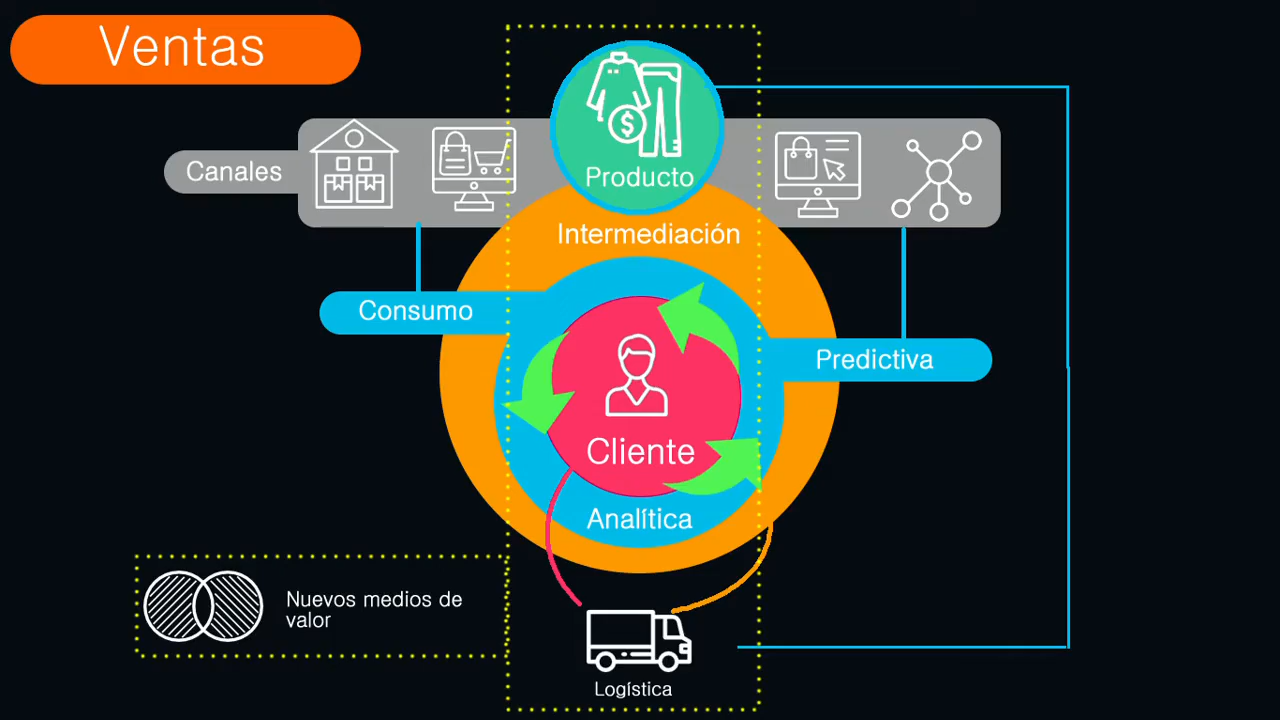 Ventas
Canales
Producto
Intermediación
Consumo
Predictiva
Cliente
Analítica
Nuevos medios de
valor
Logística